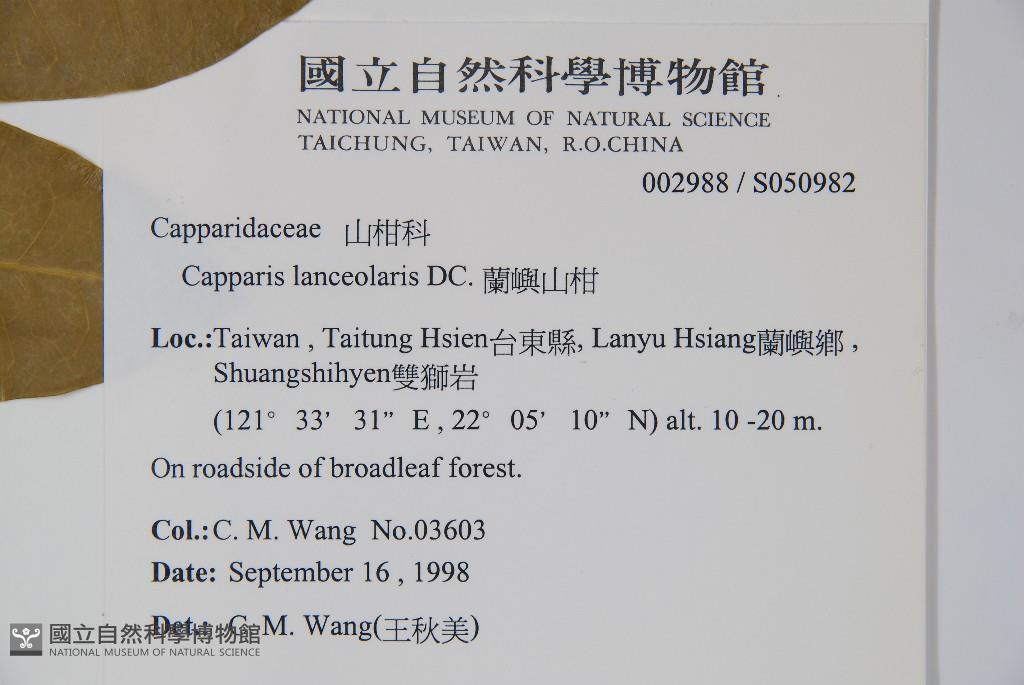 國立自然科學博物館
NATIONAL MUSEUM OF NATURAL SCIENCE
TAICHUNG, TAIWAN, R.O.CHINA
002988 / S050982
Capparidaceae 山柑科
Capparis lanceolaris DC. 蘭嶼山柑
Loc.:Taiwan , Taitung Hsien台東縣, Lanyu Hsiang蘭嶼鄉 ,
Shuangshihyen雙獅岩
(121° 33’ 31” E , 22° 05’ 10” N) alt. 10 -20 m.
On roadside of broadleaf forest.
Col.:C. M. Wang No.03603
Date: September 16 , 1998
Det.: C. M. Wang(王秋美)
國立自然科學博物館
NATIONAL MUSEUM OF NATURAL SCIENCE